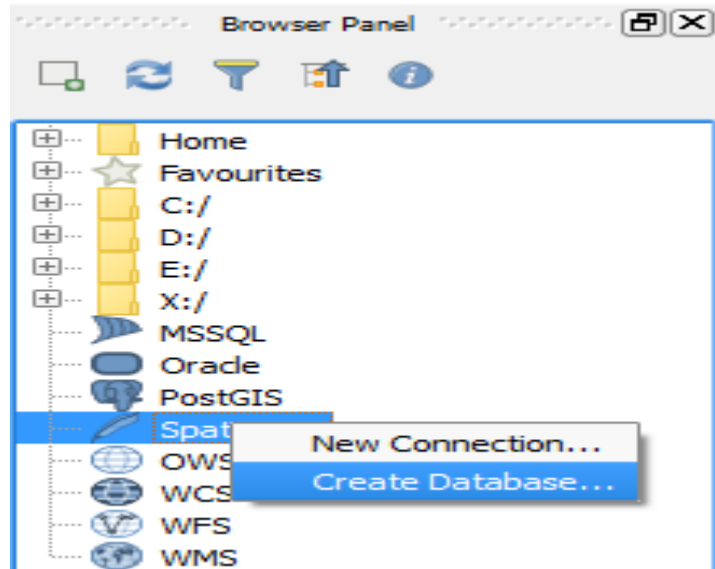 Browser Panel
Home
Favourites
C:/
D:/
E:/
X:/
MSSQL
Oracle
PostGIS
Spat
New Connection...
OWS
Create Database...
WCS
WFS
WMS